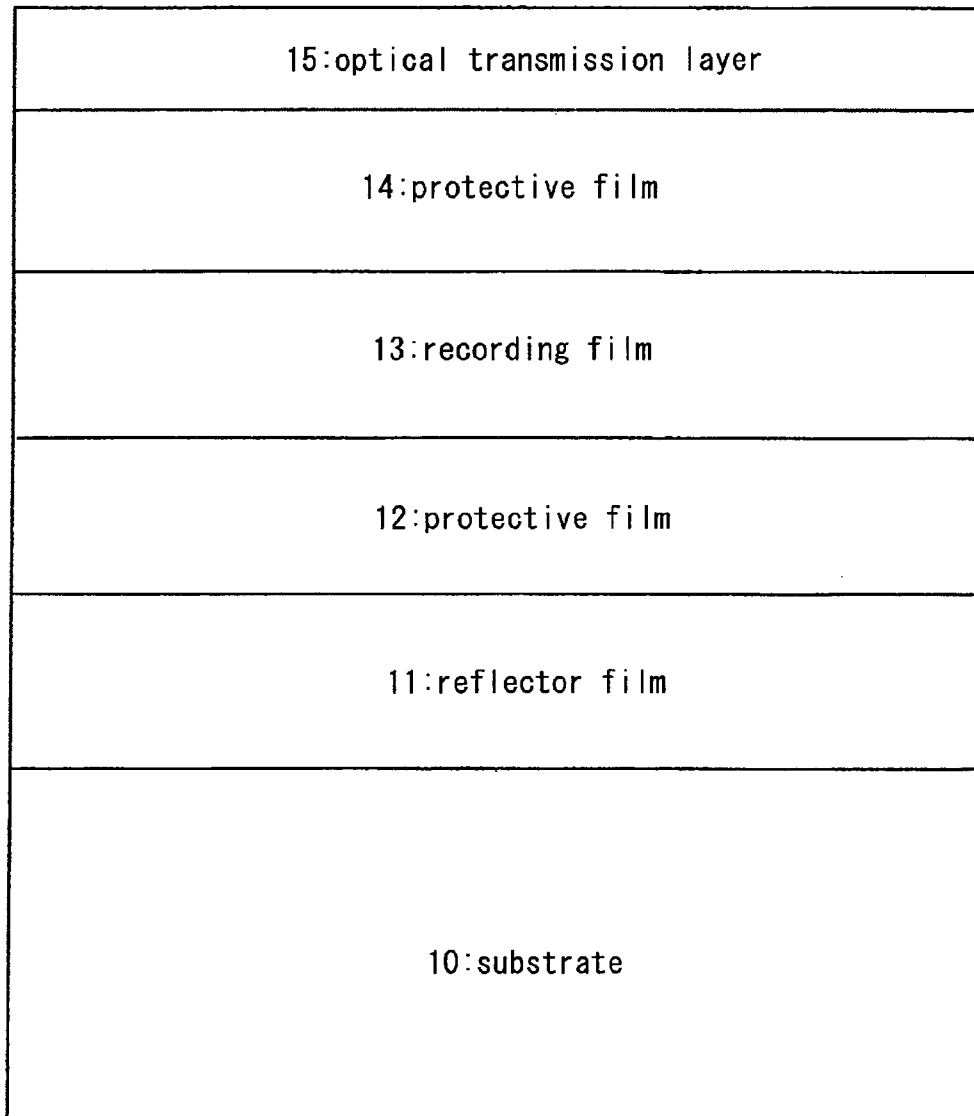 15:optical transmission layer
14:protective film
13:recording film
12:protective film
11:reflector film
10:substrate